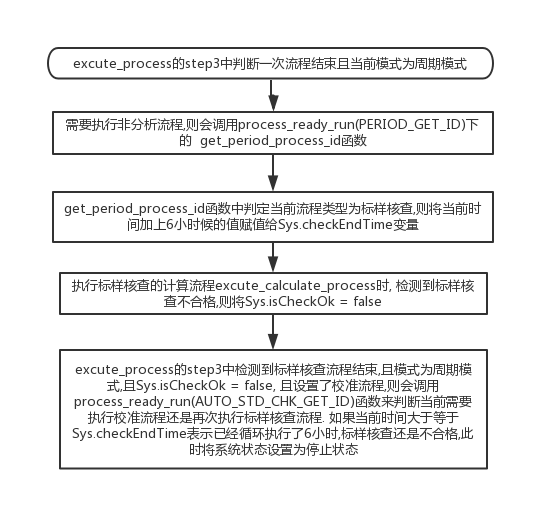 excute_process的step3中判断一次流程结束且当前模式为周期模式
需要执行非分析流程,则会调用process_ready_run(PERIOD_GET_ID)下
的 get_period_process_id函数
get_period_process_id函数中判定当前流程类型为标样核查,则将当前时
间加上6小时候的值赋值给Sys.checkEndTime变量
执行标样核查的计算流程excute_calculate_process时, 检测到标样核
查不合格,则将Sys.isCheckOk = false
excute_process的step3中检测到标样核查流程结束,且模式为周期模
式,且Sys.isCheckOk = false, 且设置了校准流程,则会调用
process_ready_run(AUTO_STD_CHK_GET_ID)函数来判断当前需要
执行校准流程还是再次执行标样核查流程. 如果当前时间大于等于
Sys.checkEndTime表示已经循环执行了6小时,标样核查还是不合格,此
时将系统状态设置为停止状态